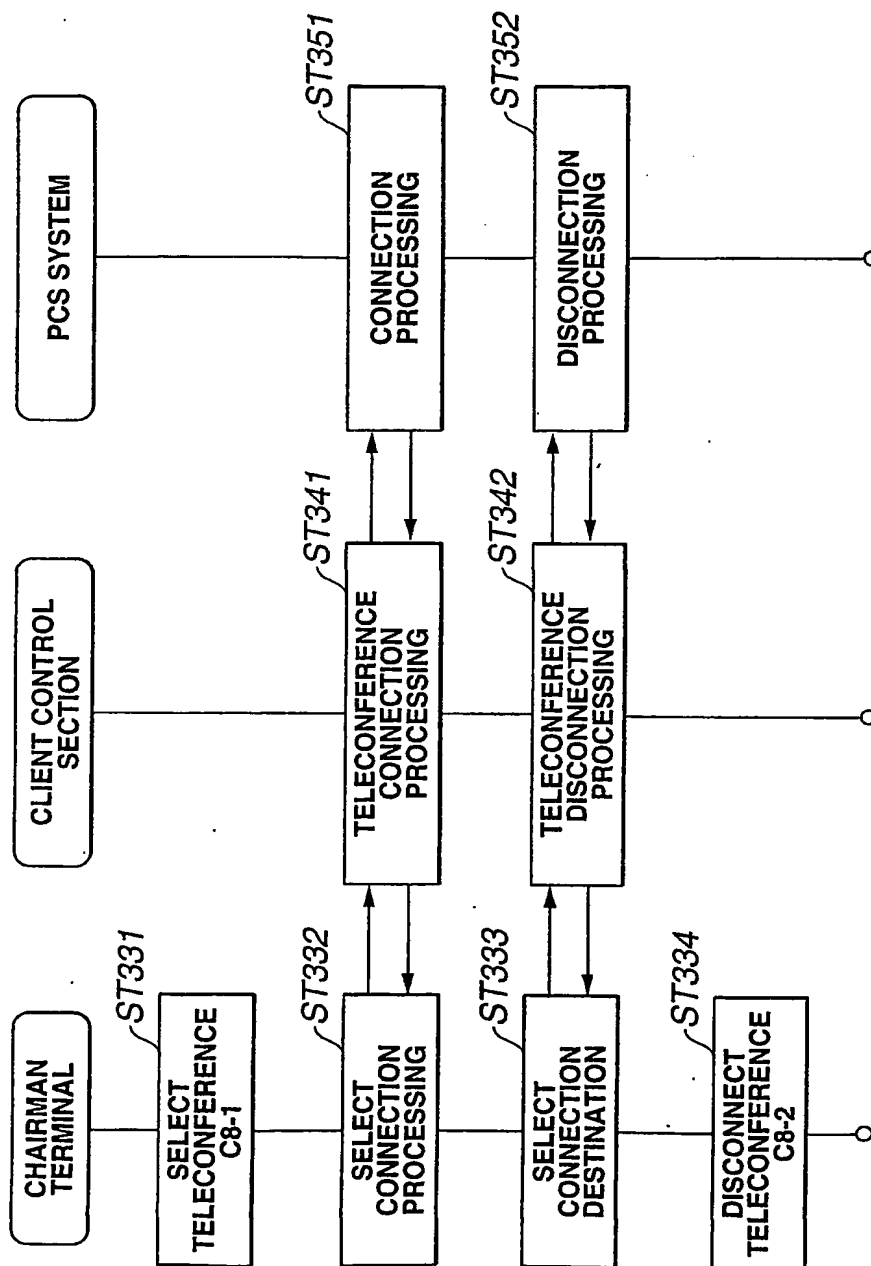 CHAIRMAN
TERMINAL
CLIENT CONTROL
SECTION
PCS SYSTEM
ST331
SELECT
TELECONFERENCE
C8-1
ST332
SELECT
CONNECTION
PROCESSING
ST341
TELECONFERENCE
CONNECTION
PROCESSING
ST351
CONNECTION
PROCESSING
ST333
SELECT
CONNECTION
DESTINATION
ST342
TELECONFERENCE
DISCONNECTION
PROCESSING
ST352
DISCONNECTION
PROCESSING
ST334
DISCONNECT
TELECONFERENCE
C8-2